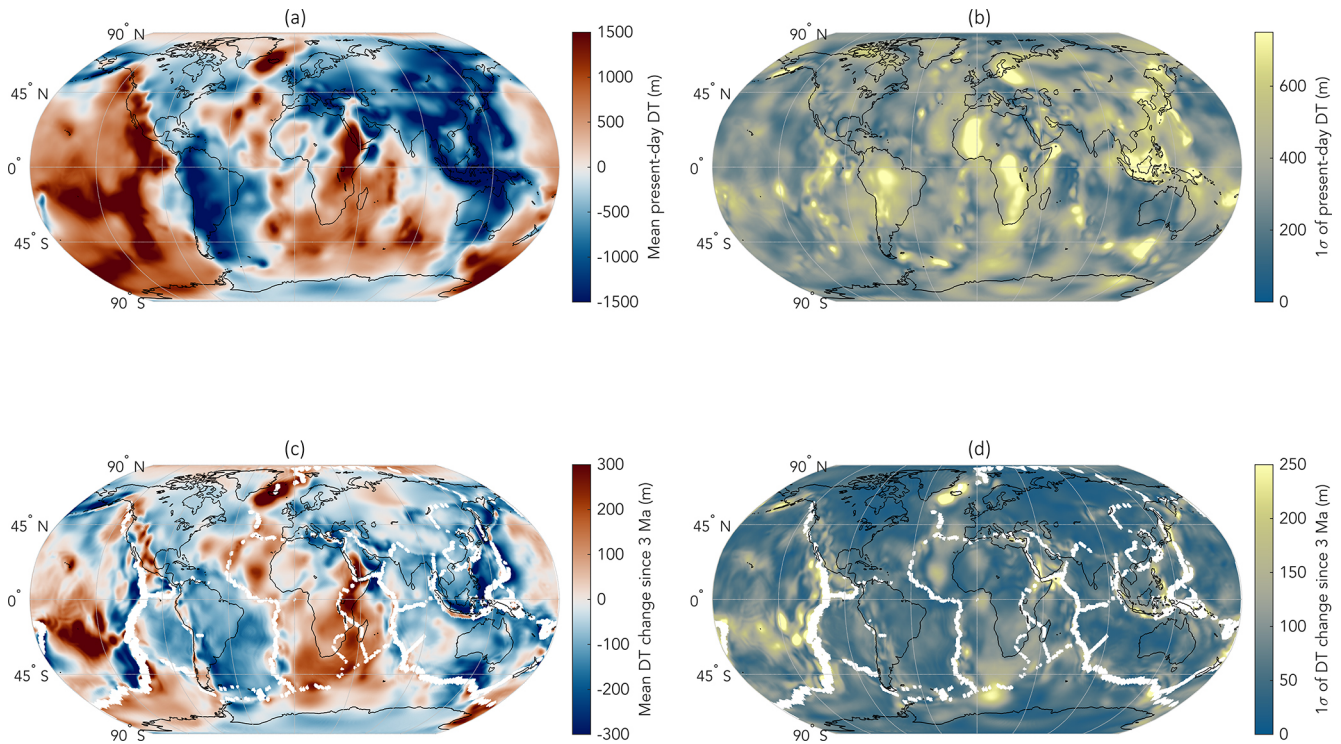 (a)
90° N
45° N
0°
45° S
90° S
1500
1000
500
0
-500
-1000
-1500
Mean present-day DT (m)
(b)
90° N
45° N
0°
45° S
90° S
600
400
200
0
1σ of present-day DT (m)
(c)
90° N
45° N
0°
45° S
90° S
300
200
100
0
-100
-200
-300
Mean DT change since 3 Ma (m)
(d)
90° N
45° N
0°
45° S
90° S
250
200
150
100
50
0
1σ of DT change since 3 Ma (m)